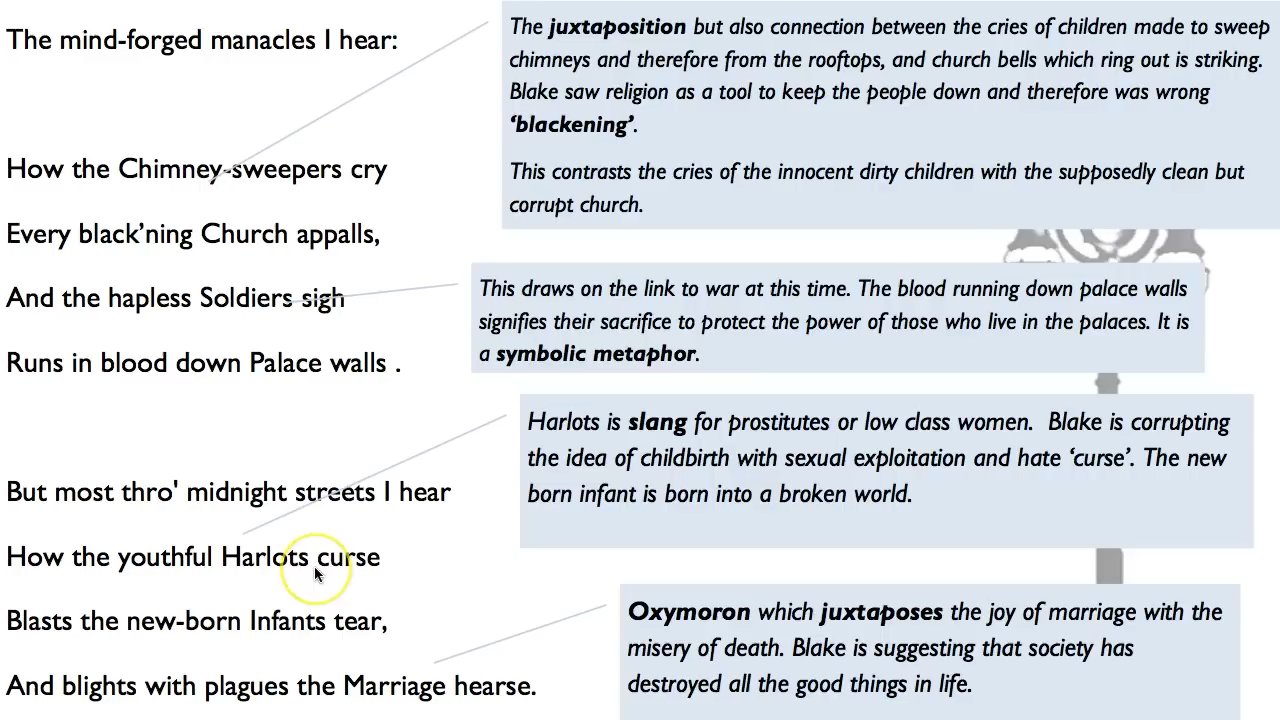 The mind-forged manacles I hear:
How the Chimney-sweepers cry
Every black’ning Church appalls,
And the hapless Soldiers sigh
Runs in blood down Palace walls .
But most thro' midnight streets I hear
How the youthful Harlots curse
Blasts the new-born Infants tear,
And blights with plagues the Marriage hearse.
The juxtaposition but also connection between the cries of children made to sweep
chimneys and therefore from the rooftops, and church bells which ring out is striking.
Blake saw religion as a tool to keep the people down and therefore was wrong
‘blackening’.
This contrasts the cries of the innocent dirty children with the supposedly clean but
corrupt church.
This draws on the link to war at this time. The blood running down palace walls
signifies their sacrifice to protect the power of those who live in the palaces. It is
a symbolic metaphor.
Harlots is slang for prostitutes or low class women. Blake is corrupting
the idea of childbirth with sexual exploitation and hate ‘curse’. The new
born infant is born into a broken world.
Oxymoron which juxtaposes the joy of marriage with the
misery of death. Blake is suggesting that society has
destroyed all the good things in life.